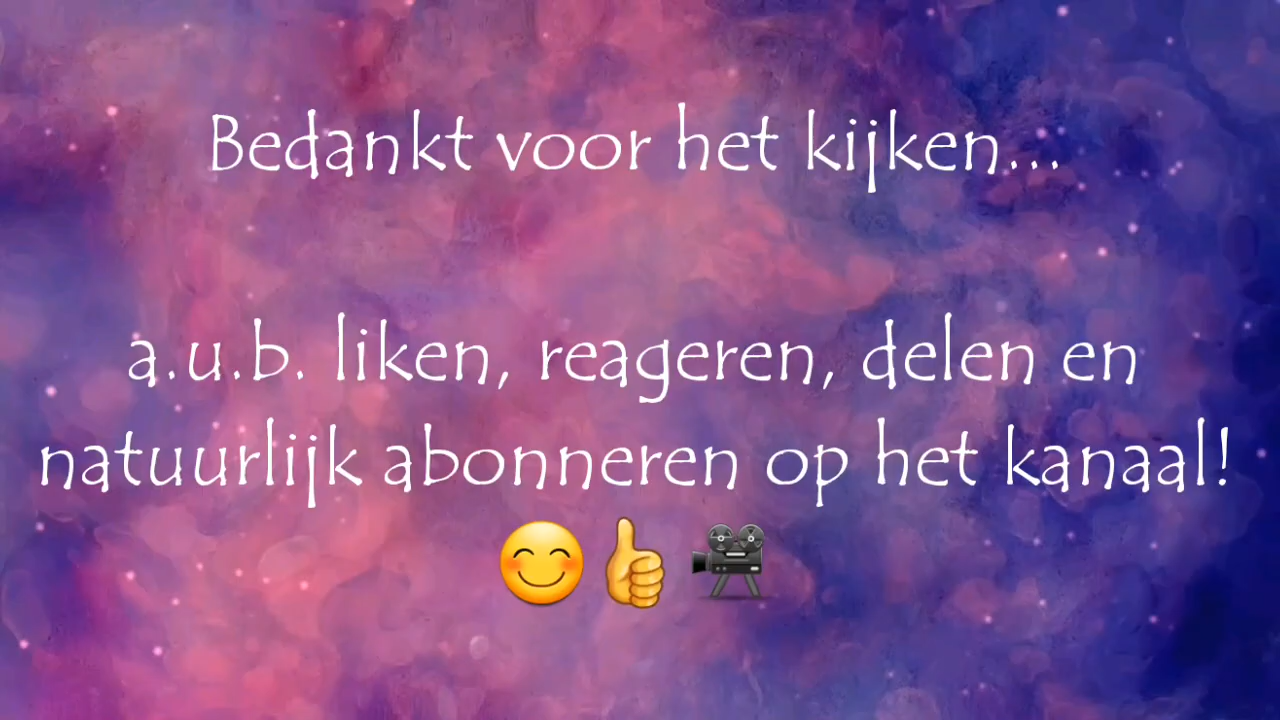 Bedankt voor het kijken...
a.u.b. liken, reageren, delen en
natuurlijk abonneren op het kanaal!
😊👍🎥